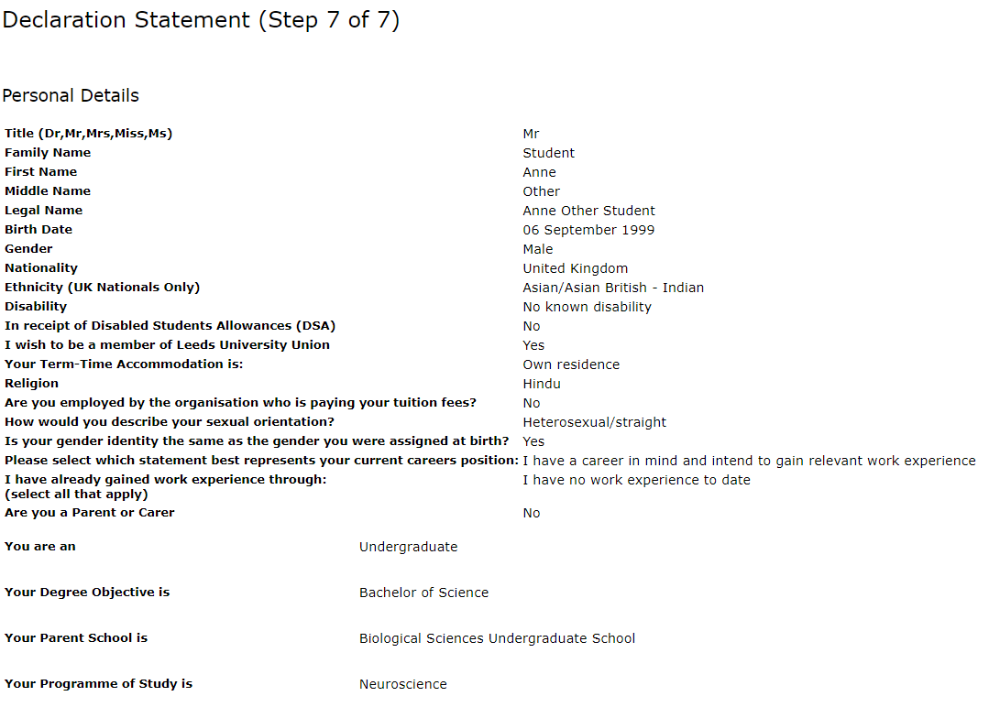 Declaration Statement (Step 7 of 7)
Personal Details
Title (Dr,Mr,Mrs,Miss,Ms) Mr
Family Name Student
First Name Anne
Middle Name Other
Legal Name Anne Other Student
Birth Date 06 September 1999
Gender Male
Nationality United Kingdom
Ethnicity (UK Nationals Only) Asian/Asian British - Indian
Disability No known disability
In receipt of Disabled Students Allowances (DSA) No
I wish to be a member of Leeds University Union Yes
Your Term-Time Accommodation is: Own residence
Religion Hindu
Are you employed by the organisation who is paying your tuition fees? No
How would you describe your sexual orientation? Heterosexual/straight
Is your gender identity the same as the gender you were assigned at birth? Yes
Please select which statement best represents your current careers position: I have a career in mind and intend to gain relevant work experience
I have already gained work experience through: I have no work experience to date
(select all that apply)
Are you a Parent or Carer No
You are an Undergraduate
Your Degree Objective is Bachelor of Science
Your Parent School is Biological Sciences Undergraduate School
Your Programme of Study is Neuroscience